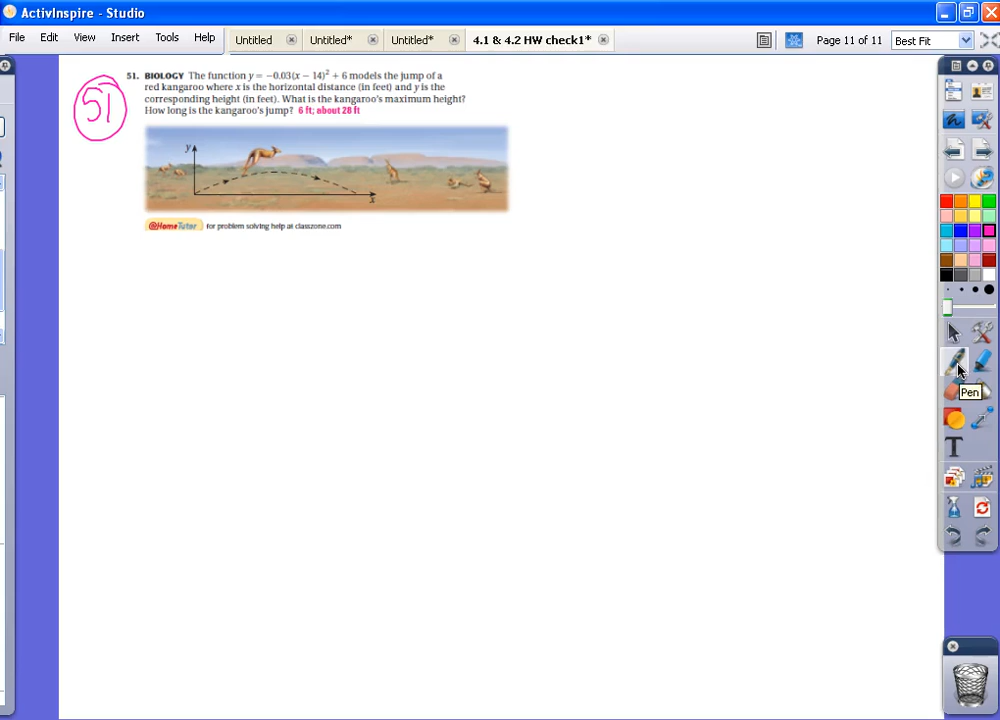 ActivInspire - Studio
File Edit View Insert Tools Help
Untitled Untitled* Untitled* 4.1 & 4.2 HW check1* Page 11 of 11 Best Fit
51
51. BIOLOGY The function y = −0.03(x − 14)² + 6 models the jump of a
red kangaroo where x is the horizontal distance (in feet) and y is the
corresponding height (in feet). What is the kangaroo's maximum height?
How long is the kangaroo's jump? 6 ft; about 28 ft
y
x
@HomeTutor for problem solving help at classzone.com
Pen
T